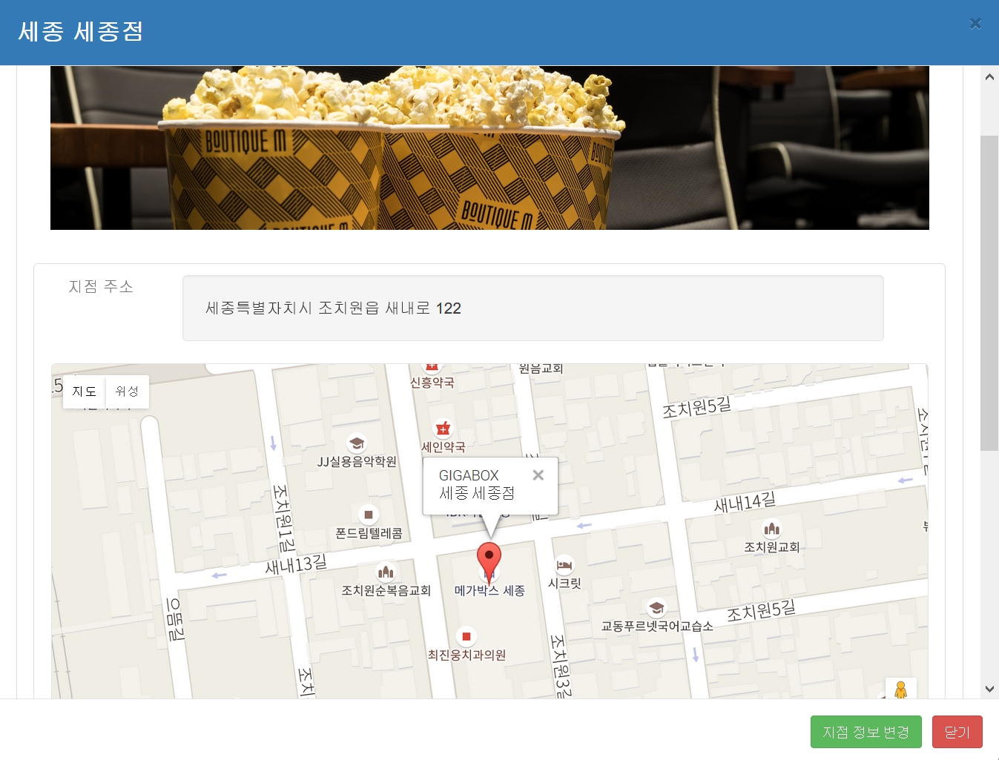 세종 세종점
×
BOUTIQUE M
BOUTIQUE
BOUTIQUE M
BOUTIQUE M
지점 주소
세종특별자치시 조치원읍 새내로 122
지도
위성
신흥약국
원음교회
조치원5길
세인약국
JJ실용음악학원
GIGABOX
세종 세종점
조치원1길
폰드림텔레콤
새내14길
조치원교회
새내13길
조치원순복음교회
메가박스 세종
시크릿
으뜸길
교동푸르넷국어교습소
조치원5길
최진웅치과의원
조치원3길
지점 정보 변경
닫기